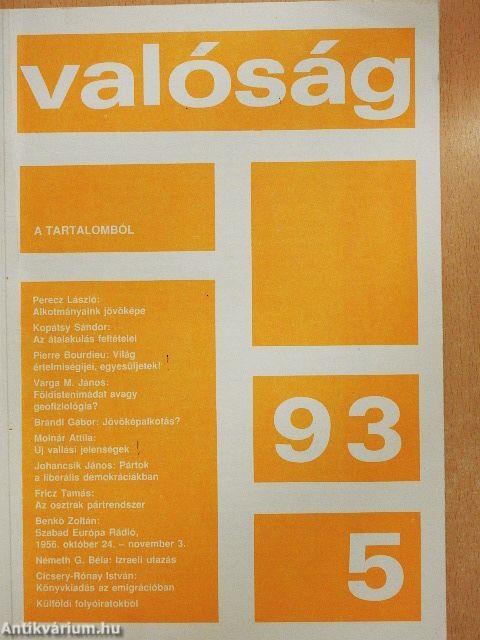 valóság
A TARTALOMBÓL
Perecz László:
Alkotmányaink jövőképe
Kopátsy Sándor:
Az átalakulás feltételei
Pierre Bourdieu: Világ
értelmiségijei, egyesüljetek!
Varga M. János:
Földistenimádat avagy
geofiziológia?
Brandl Gábor: Jövőképalkotás?
Molnár Attila:
Új vallási jelenségek
Johancsik János: Pártok
a liberális demokráciákban
Fricz Tamás:
Az osztrák pártrendszer
Benkő Zoltán:
Szabad Európa Rádió,
1956. október 24. – november 3.
Németh G. Béla: Izraeli utazás
Cicsery-Rónay István:
Könyvkiadás az emigrációban
Külföldi folyóiratokból
93
5
Antikvárium.hu